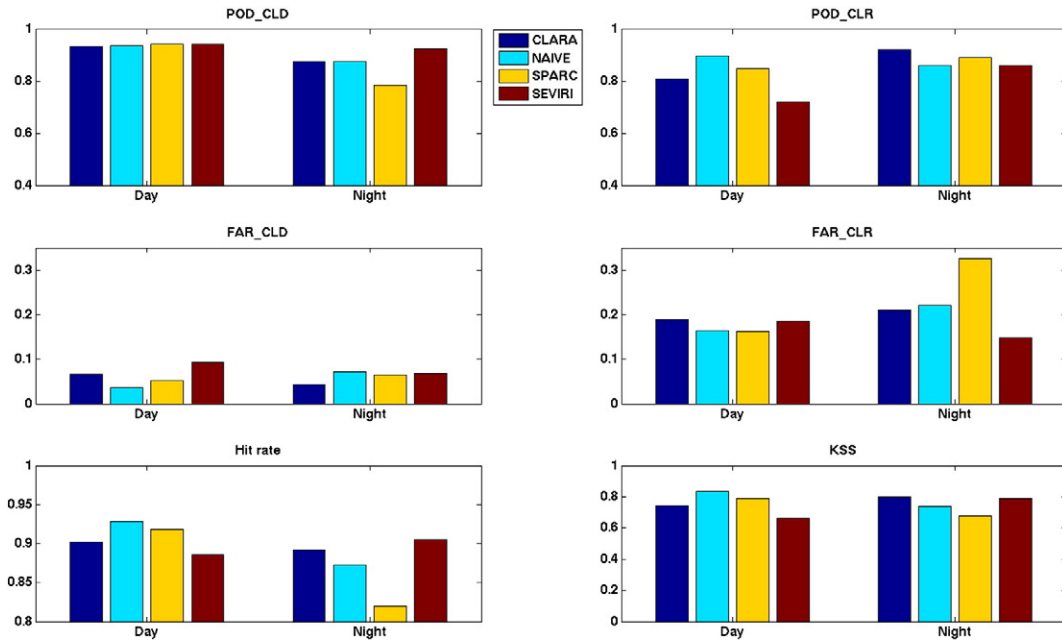 POD_CLD
1
0.8
0.6
0.4
Day
Night
CLARA
NAIVE
SPARC
SEVIRI
POD_CLR
1
0.8
0.6
0.4
Day
Night
FAR_CLD
0.3
0.2
0.1
0
Day
Night
FAR_CLR
0.3
0.2
0.1
0
Day
Night
Hit rate
1
0.95
0.9
0.85
0.8
Day
Night
KSS
1
0.8
0.6
0.4
0.2
0
Day
Night